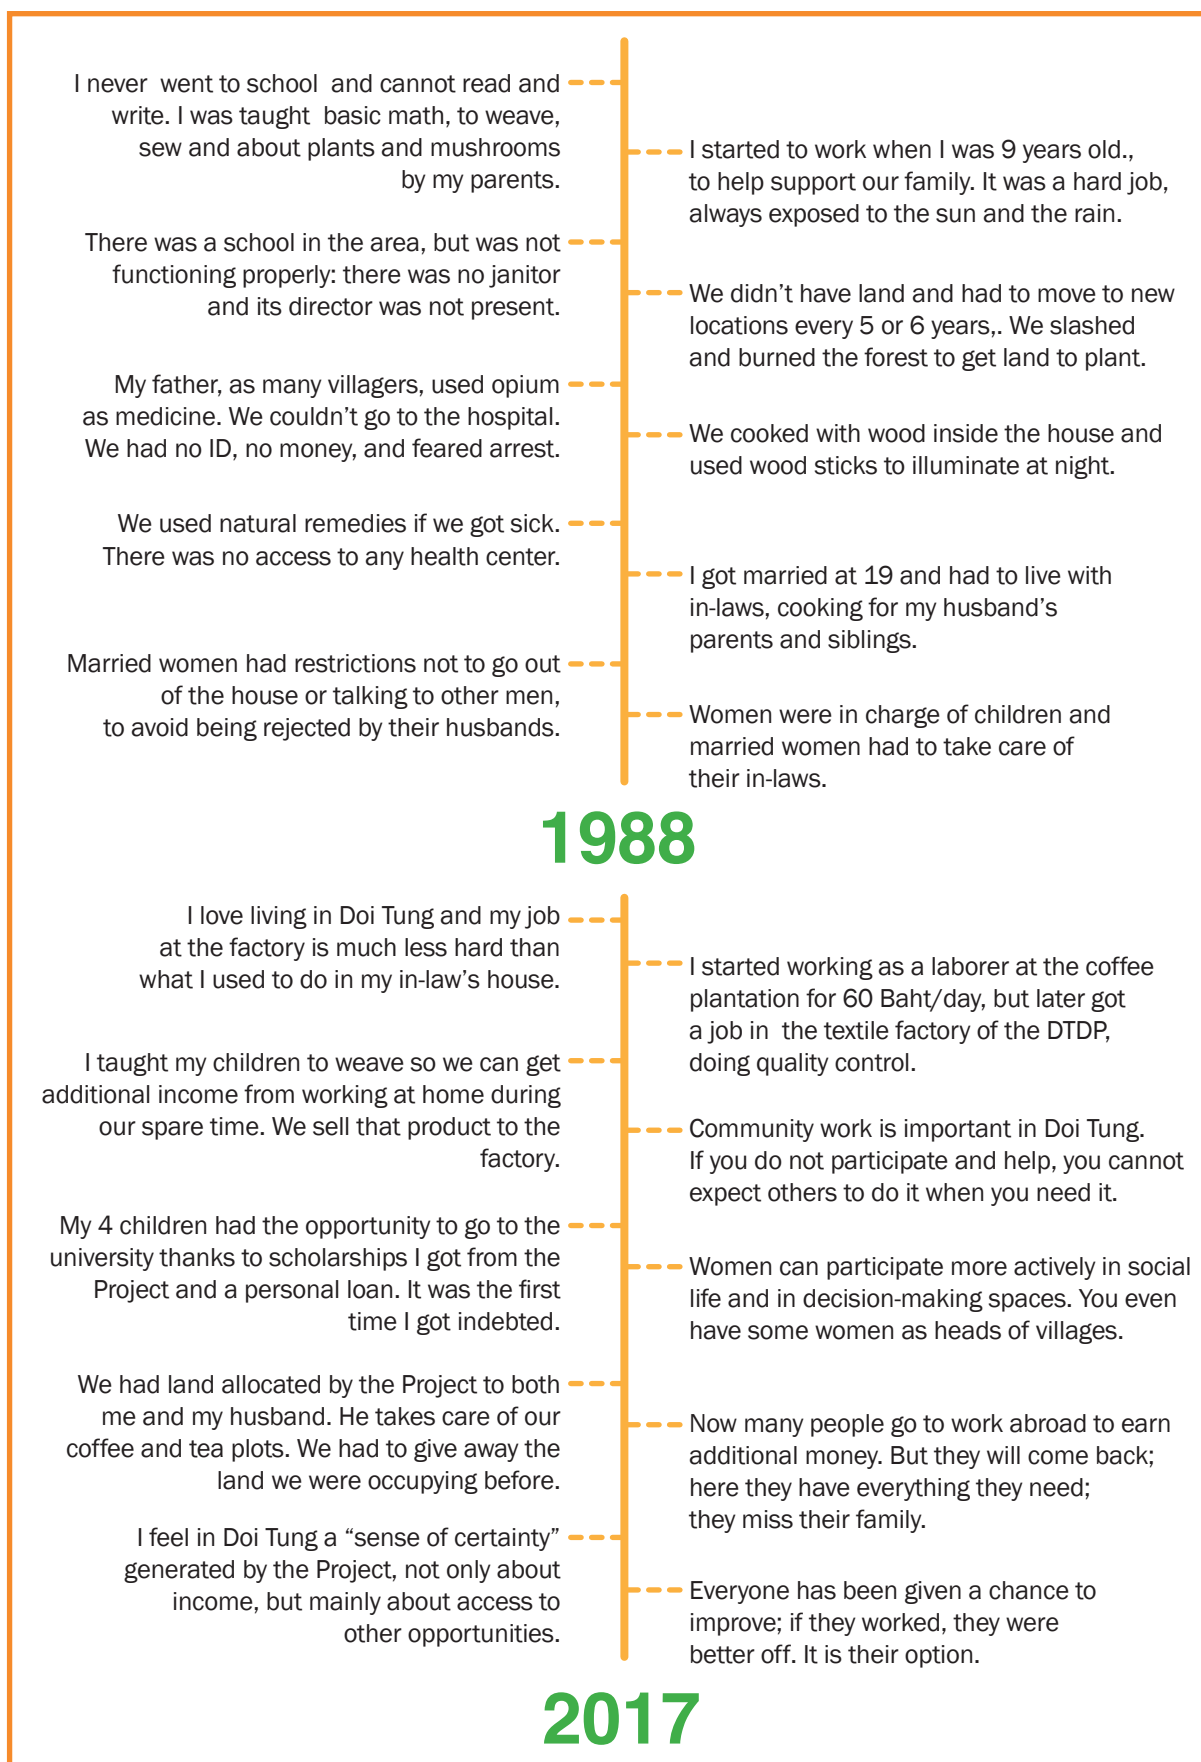 I never  went to school  and cannot read and
write. I was taught  basic math, to weave,
sew and about plants and mushrooms
by my parents.
I started to work when I was 9 years old.,
to help support our family. It was a hard job,
always exposed to the sun and the rain.
There was a school in the area, but was not
functioning properly: there was no janitor
and its director was not present.
We didn’t have land and had to move to new
locations every 5 or 6 years,. We slashed
and burned the forest to get land to plant.
My father, as many villagers, used opium
as medicine. We couldn’t go to the hospital.
We had no ID, no money, and feared arrest.
We cooked with wood inside the house and
used wood sticks to illuminate at night.
We used natural remedies if we got sick.
There was no access to any health center.
I got married at 19 and had to live with
in-laws, cooking for my husband’s
parents and siblings.
Married women had restrictions not to go out
of the house or talking to other men,
to avoid being rejected by their husbands.
Women were in charge of children and
married women had to take care of
their in-laws.
1988
I love living in Doi Tung and my job
at the factory is much less hard than
what I used to do in my in-law’s house.
I started working as a laborer at the coffee
plantation for 60 Baht/day, but later got
a job in  the textile factory of the DTDP,
doing quality control.
I taught my children to weave so we can get
additional income from working at home during
our spare time. We sell that product to the
factory.
Community work is important in Doi Tung.
If you do not participate and help, you cannot
expect others to do it when you need it.
My 4 children had the opportunity to go to the
university thanks to scholarships I got from the
Project and a personal loan. It was the first
time I got indebted.
Women can participate more actively in social
life and in decision-making spaces. You even
have some women as heads of villages.
We had land allocated by the Project to both
me and my husband. He takes care of our
coffee and tea plots. We had to give away the
land we were occupying before.
Now many people go to work abroad to earn
additional money. But they will come back;
here they have everything they need;
they miss their family.
I feel in Doi Tung a “sense of certainty”
generated by the Project, not only about
income, but mainly about access to
other opportunities.
Everyone has been given a chance to
improve; if they worked, they were
better off. It is their option.
2017